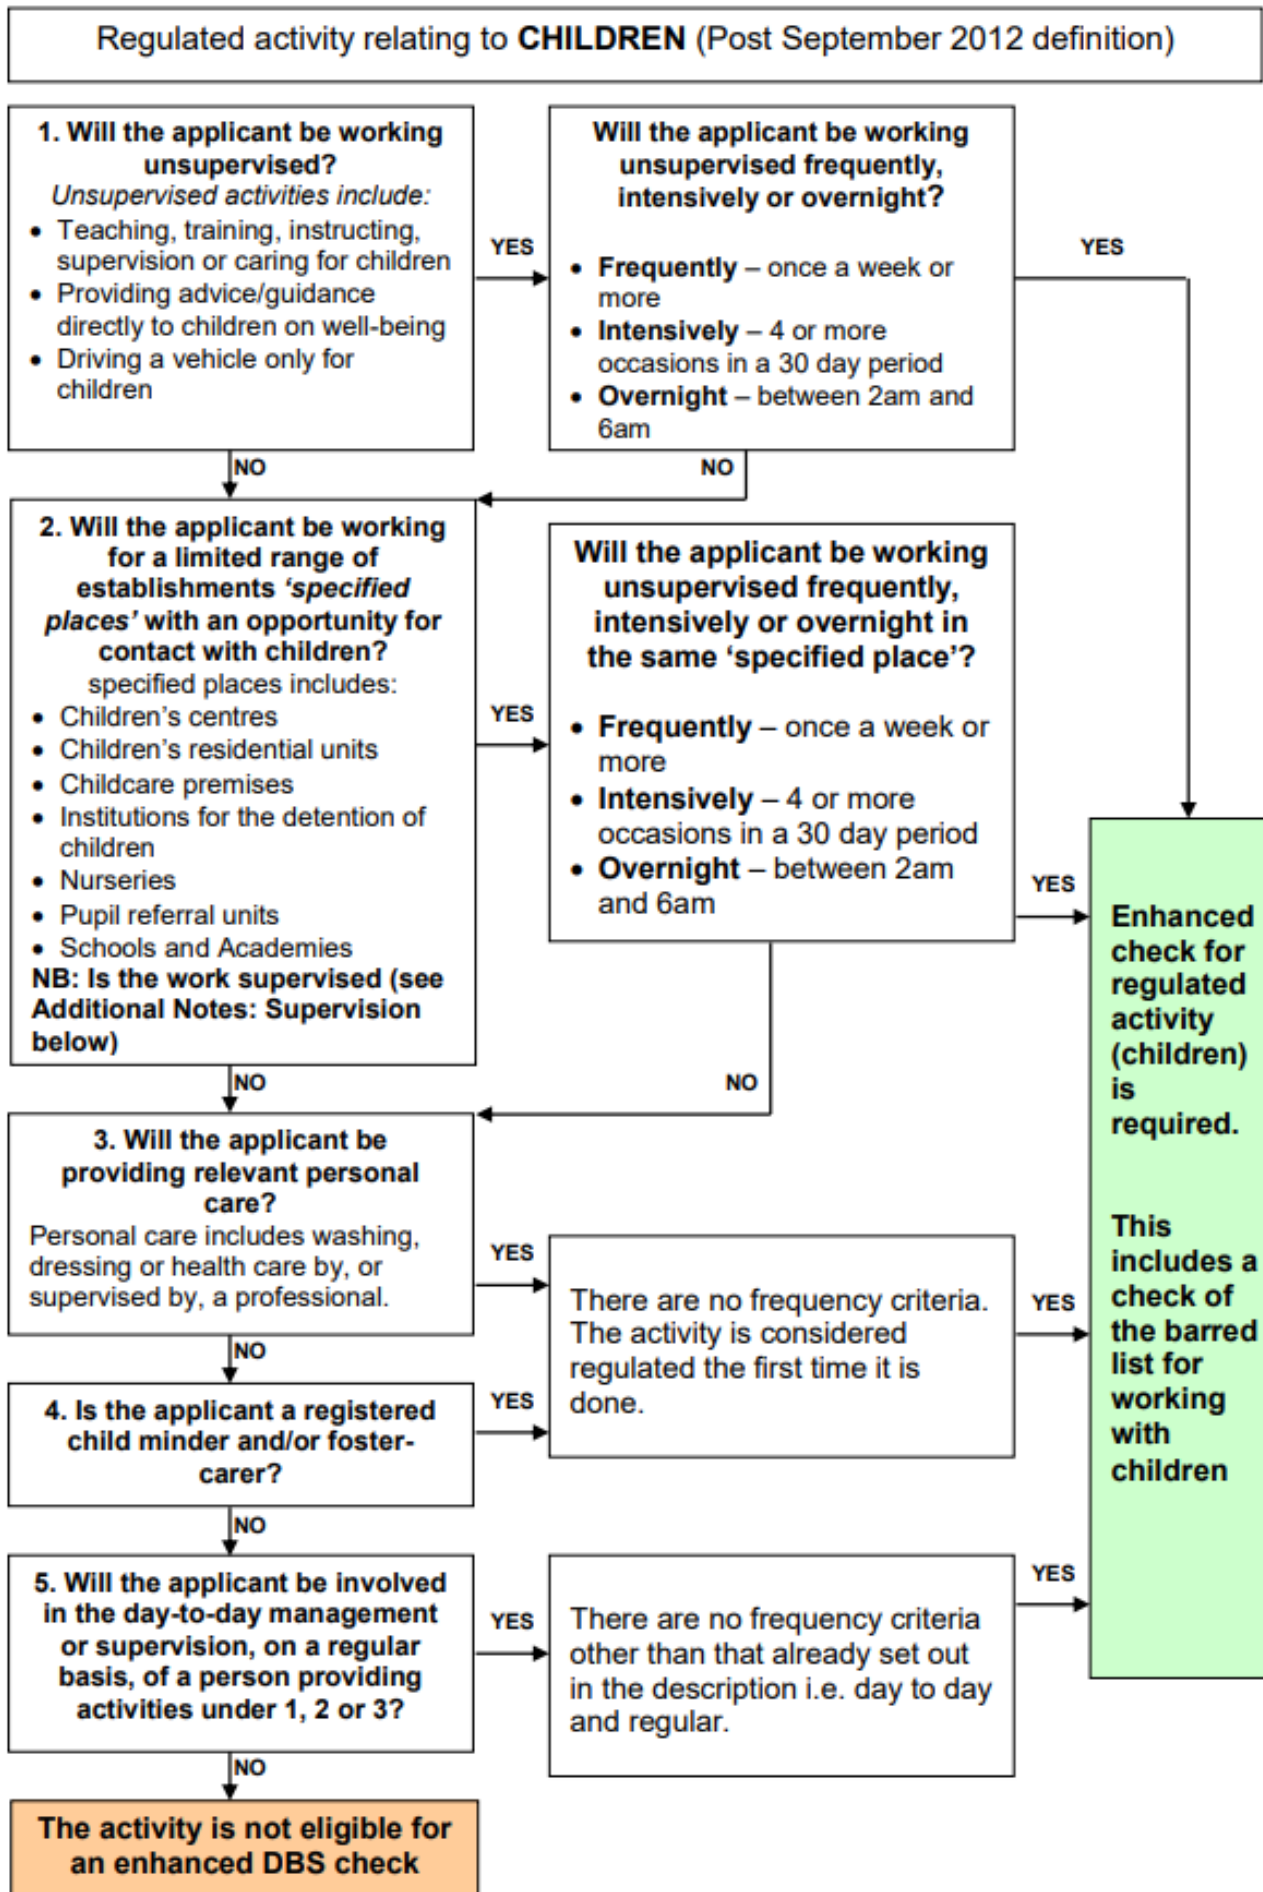 Regulated activity relating to CHILDREN (Post September 2012 definition)
1. Will the applicant be working
unsupervised?
Unsupervised activities include:
• Teaching, training, instructing,
supervision or caring for children
• Providing advice/guidance
directly to children on well-being
• Driving a vehicle only for
children
YES
Will the applicant be working
unsupervised frequently,
intensively or overnight?
• Frequently – once a week or
more
• Intensively – 4 or more
occasions in a 30 day period
• Overnight – between 2am and
6am
YES
NO
NO
2. Will the applicant be working
for a limited range of
establishments ‘specified
places’ with an opportunity for
contact with children?
specified places includes:
• Children’s centres
• Children’s residential units
• Childcare premises
• Institutions for the detention of
children
• Nurseries
• Pupil referral units
• Schools and Academies
NB: Is the work supervised (see
Additional Notes: Supervision
below)
YES
Will the applicant be working
unsupervised frequently,
intensively or overnight in
the same ‘specified place’?
• Frequently – once a week or
more
• Intensively – 4 or more
occasions in a 30 day period
• Overnight – between 2am
and 6am
YES
NO
NO
3. Will the applicant be
providing relevant personal
care?
Personal care includes washing,
dressing or health care by, or
supervised by, a professional.
YES
NO
4. Is the applicant a registered
child minder and/or foster-
carer?
YES
There are no frequency criteria.
The activity is considered
regulated the first time it is
done.
YES
NO
5. Will the applicant be involved
in the day-to-day management
or supervision, on a regular
basis, of a person providing
activities under 1, 2 or 3?
YES
There are no frequency criteria
other than that already set out
in the description i.e. day to day
and regular.
YES
Enhanced
check for
regulated
activity
(children)
is
required.
This
includes a
check of
the barred
list for
working
with
children
NO
The activity is not eligible for
an enhanced DBS check